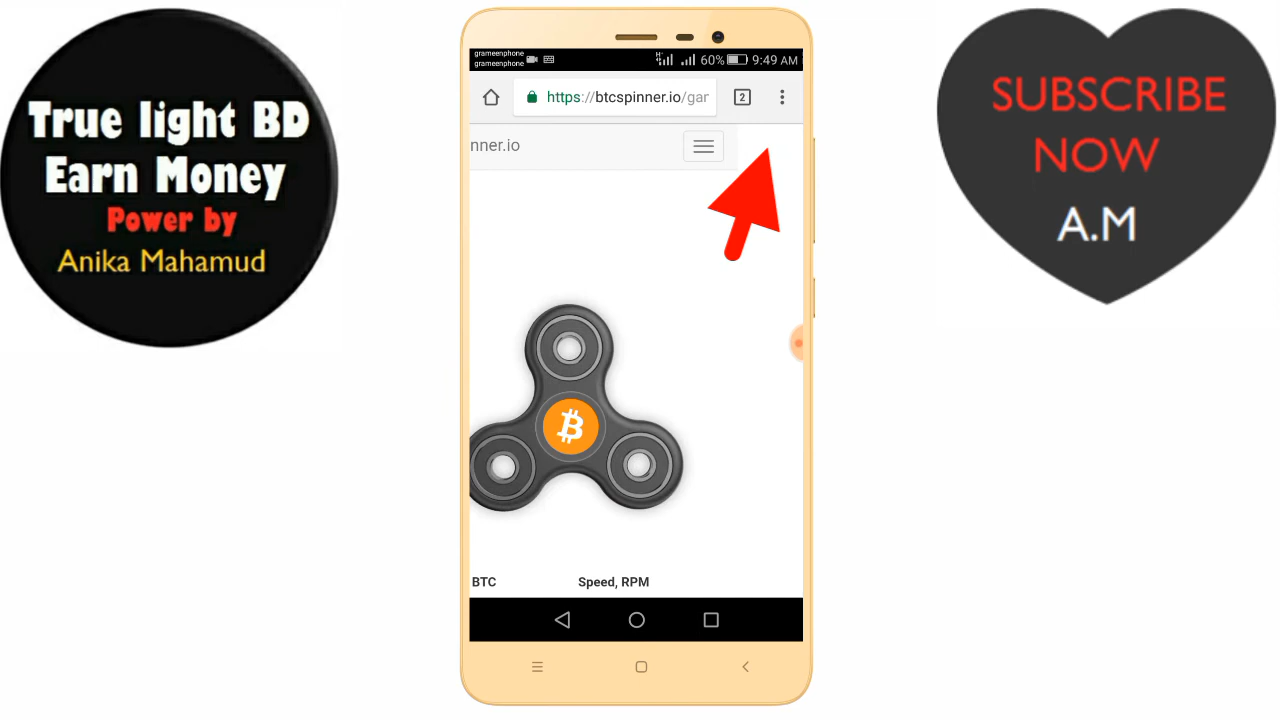 True light BD
Earn Money
Power by
Anika Mahamud
grameenphone
grameenphone
60%
9:49 AM
https://btcspinner.io/gar
2
nner.io
BTC
Speed, RPM
SUBSCRIBE
NOW
A.M